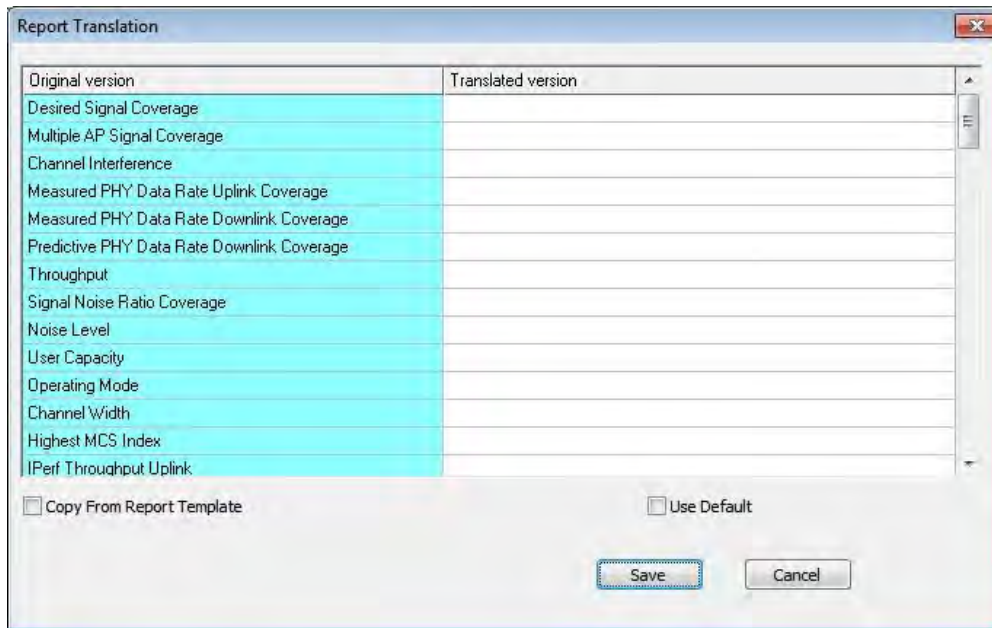 Report Translation
Original version Translated version
Desired Signal Coverage
Multiple AP Signal Coverage
Channel Interference
Measured PHY Data Rate Uplink Coverage
Measured PHY Data Rate Downlink Coverage
Predictive PHY Data Rate Downlink Coverage
Throughput
Signal Noise Ratio Coverage
Noise Level
User Capacity
Operating Mode
Channel Width
Highest MCS Index
IPerf Throughput Uplink
Copy From Report Template Use Default
Save Cancel